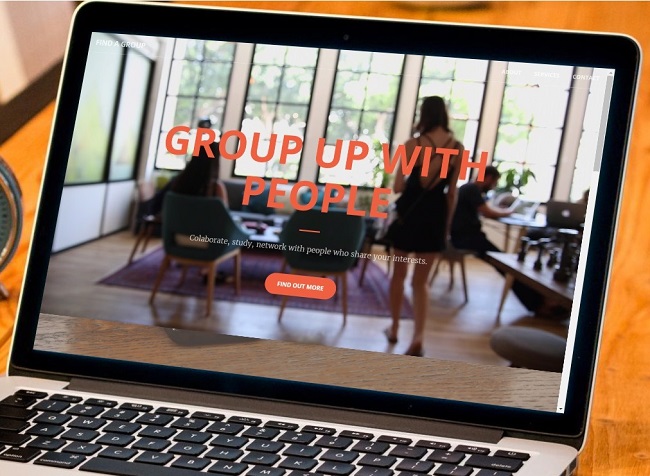 FIND A GROUP
ABOUT SERVICES CONTACT
GROUP UP WITH
PEOPLE
Colaborate, study, network with people who share your interests.
FIND OUT MORE